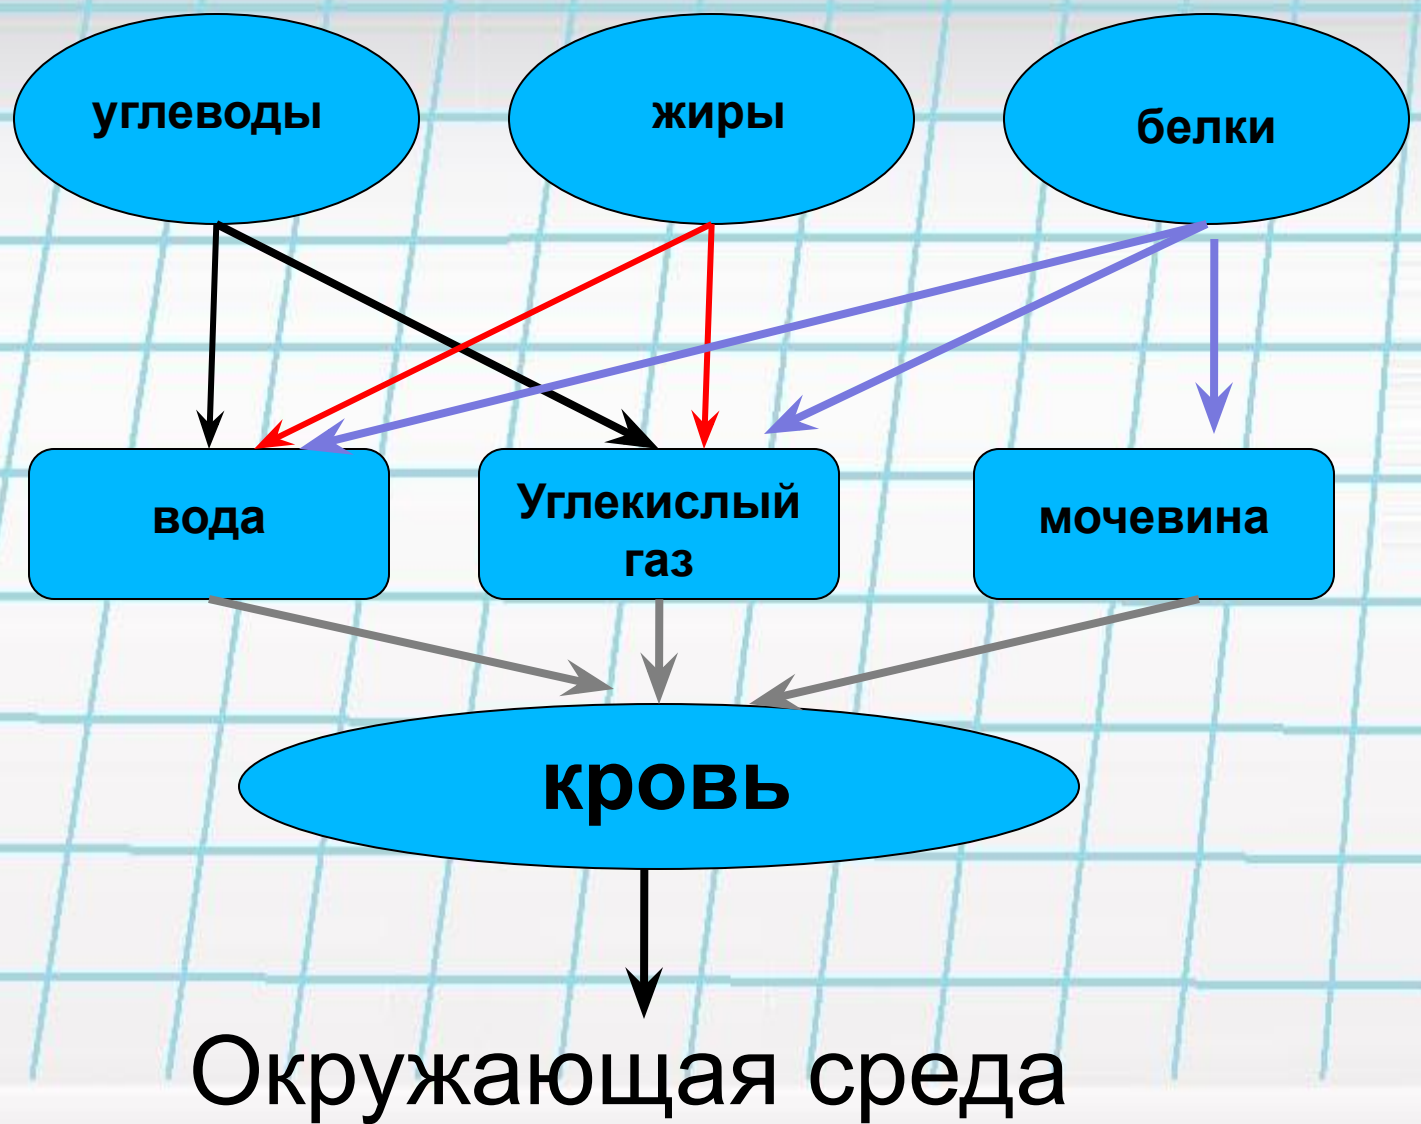 углеводы
жиры
белки
вода
Углекислый
газ
мочевина
кровь
Окружающая среда